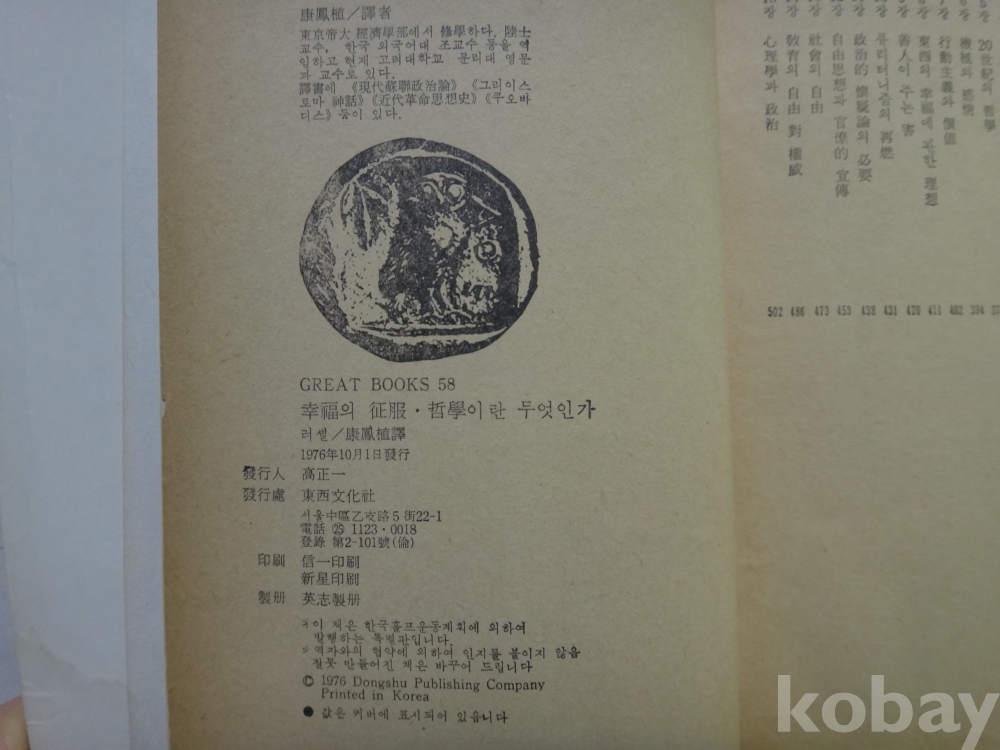 康鳳植／譯者
東京帝大 經濟學部에서 修學하다. 陸士
교수, 한국 외국어대 조교수 등을 역
임하고 현재 고려대학교 문리대 영문
과 교수로 있다.
譯書에 《現代蘇聯政治論》《그리이스
로마 神話》《近代革命思想史》《쿠오바
디스》등이 있다.
GREAT BOOKS 58
幸福의 征服・哲學이란 무엇인가
러셀／康鳳植譯
1976年10月1日發行
發行人 高正一
發行處 東西文化社
서울中區乙支路5街22-1
電話 ㉕ 1123・0018
登錄 第2-101號(倫)
印刷 信一印刷
新星印刷
製册 英志製册
이 책은 한국홈프운동계획에 의하여
발행하는 특별판입니다.
역자와의 협약에 의하여 인지를 붙이지 않음
잘못 만들어진 책은 바꾸어 드립니다
© 1976 Dongshu Publishing Company
Printed in Korea
● 값은 커버에 표시되어 있읍니다
20世紀의 哲學
機械와 感情
行動主義와 價値
東西의 幸福에 관한 理想 411
善人이 주는 害 420
퓨리터니즘의 再燃 431
政治的 懷疑論의 必要 438
自由思想과 官僚的 宣傳 453
社會의 自由 473
敎育의 自由 對 權威 486
心理學과 政治 502
kobay